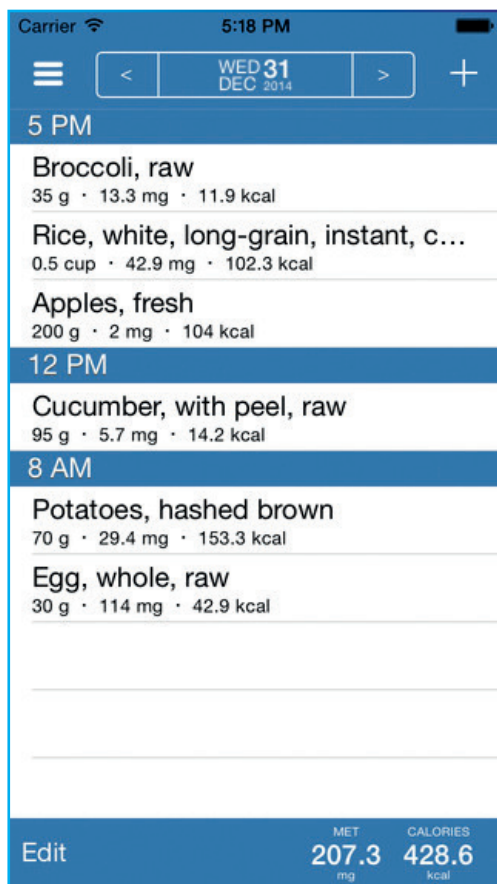 Carrier 5:18 PM
< WED 31 >
DEC 2014
+
5 PM
Broccoli, raw
35 g · 13.3 mg · 11.9 kcal
Rice, white, long-grain, instant, c...
0.5 cup · 42.9 mg · 102.3 kcal
Apples, fresh
200 g · 2 mg · 104 kcal
12 PM
Cucumber, with peel, raw
95 g · 5.7 mg · 14.2 kcal
8 AM
Potatoes, hashed brown
70 g · 29.4 mg · 153.3 kcal
Egg, whole, raw
30 g · 114 mg · 42.9 kcal
MET CALORIES
Edit 207.3 428.6
mg kcal